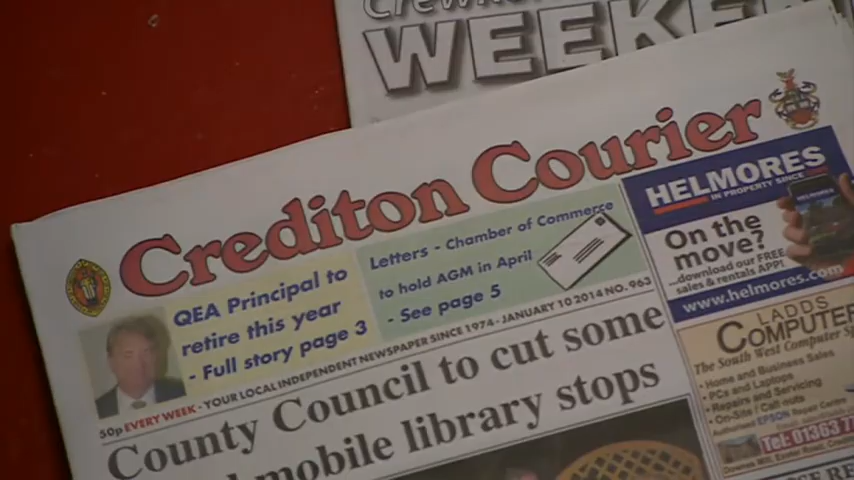 WEEK
Crediton Courier
QEA Principal to
retire this year
- Full story page 3
Letters - Chamber of Commerce
to hold AGM in April
- See page 5
50p EVERY WEEK - YOUR LOCAL INDEPENDENT NEWSPAPER SINCE 1974 - JANUARY 10 2014 NO. 963
County Council to cut some
mobile library stops
HELMORES
IN PROPERTY SINCE
On the
move?
...download our FREE
sales & rentals APP!
www.helmores.com
LADDS
COMPUTER
The South West Computer
- Home and Business Sales
- PCs and Laptops
- Repairs and Servicing
- On-Site / Call outs
EPSON Repair Centre
Tel: 01363